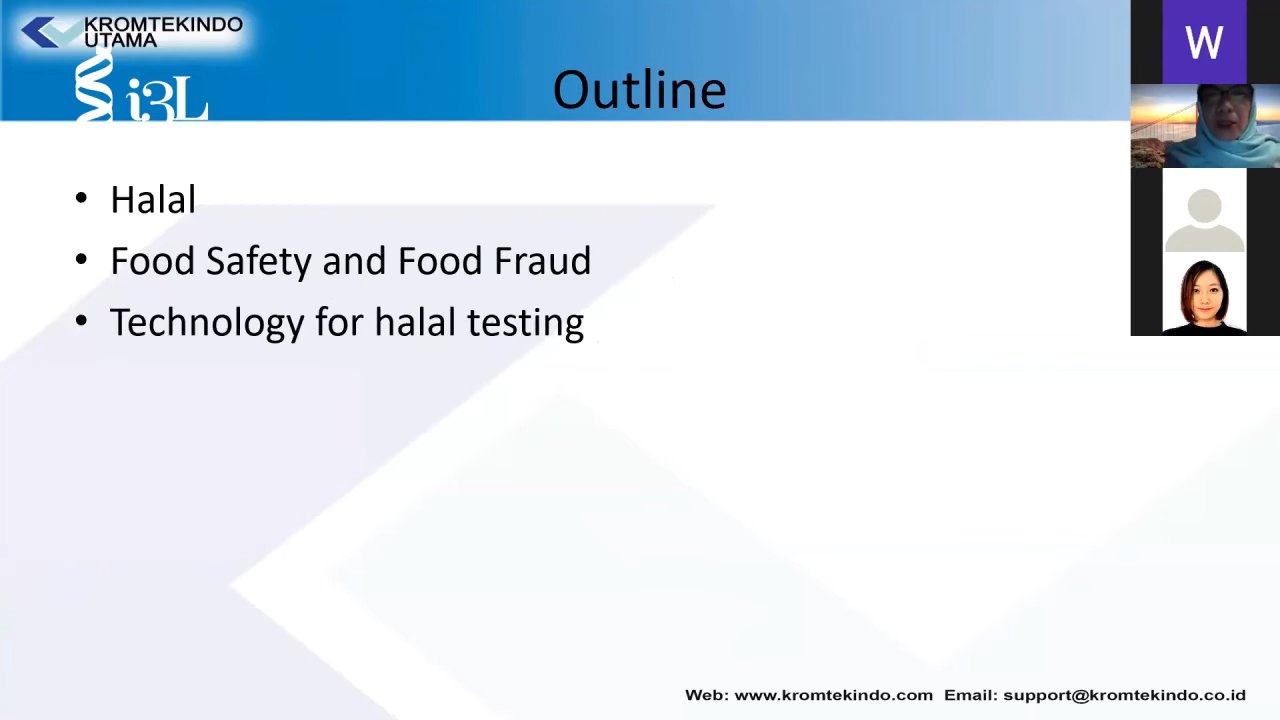 KROMTEKINDO
UTAMA
i3L
Outline
W
• Halal
• Food Safety and Food Fraud
• Technology for halal testing
Web: www.kromtekindo.com Email: support@kromtekindo.co.id